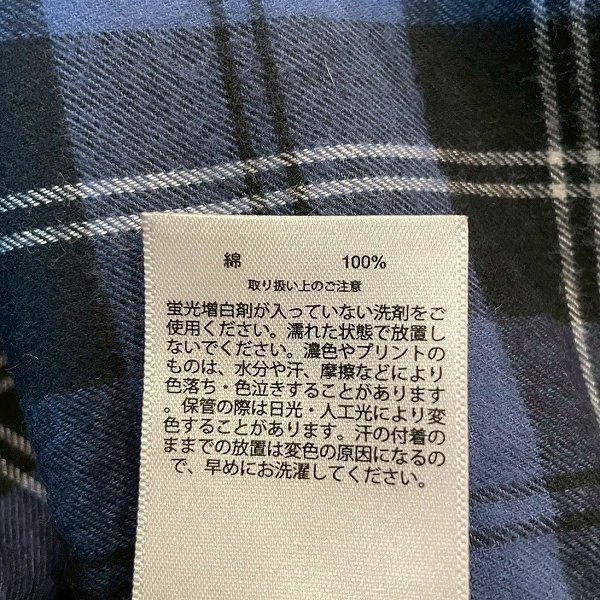 綿 100%
取り扱い上のご注意
蛍光増白剤が入っていない洗剤をご
使用ください。濡れた状態で放置し
ないでください。濃色やプリントの
ものは、水分や汗、摩擦などにより
色落ち・色泣きすることがあります
。保管の際は日光・人工光により変
色することがあります。汗の付着の
ままでの放置は変色の原因になるの
で、早めにお洗濯してください。